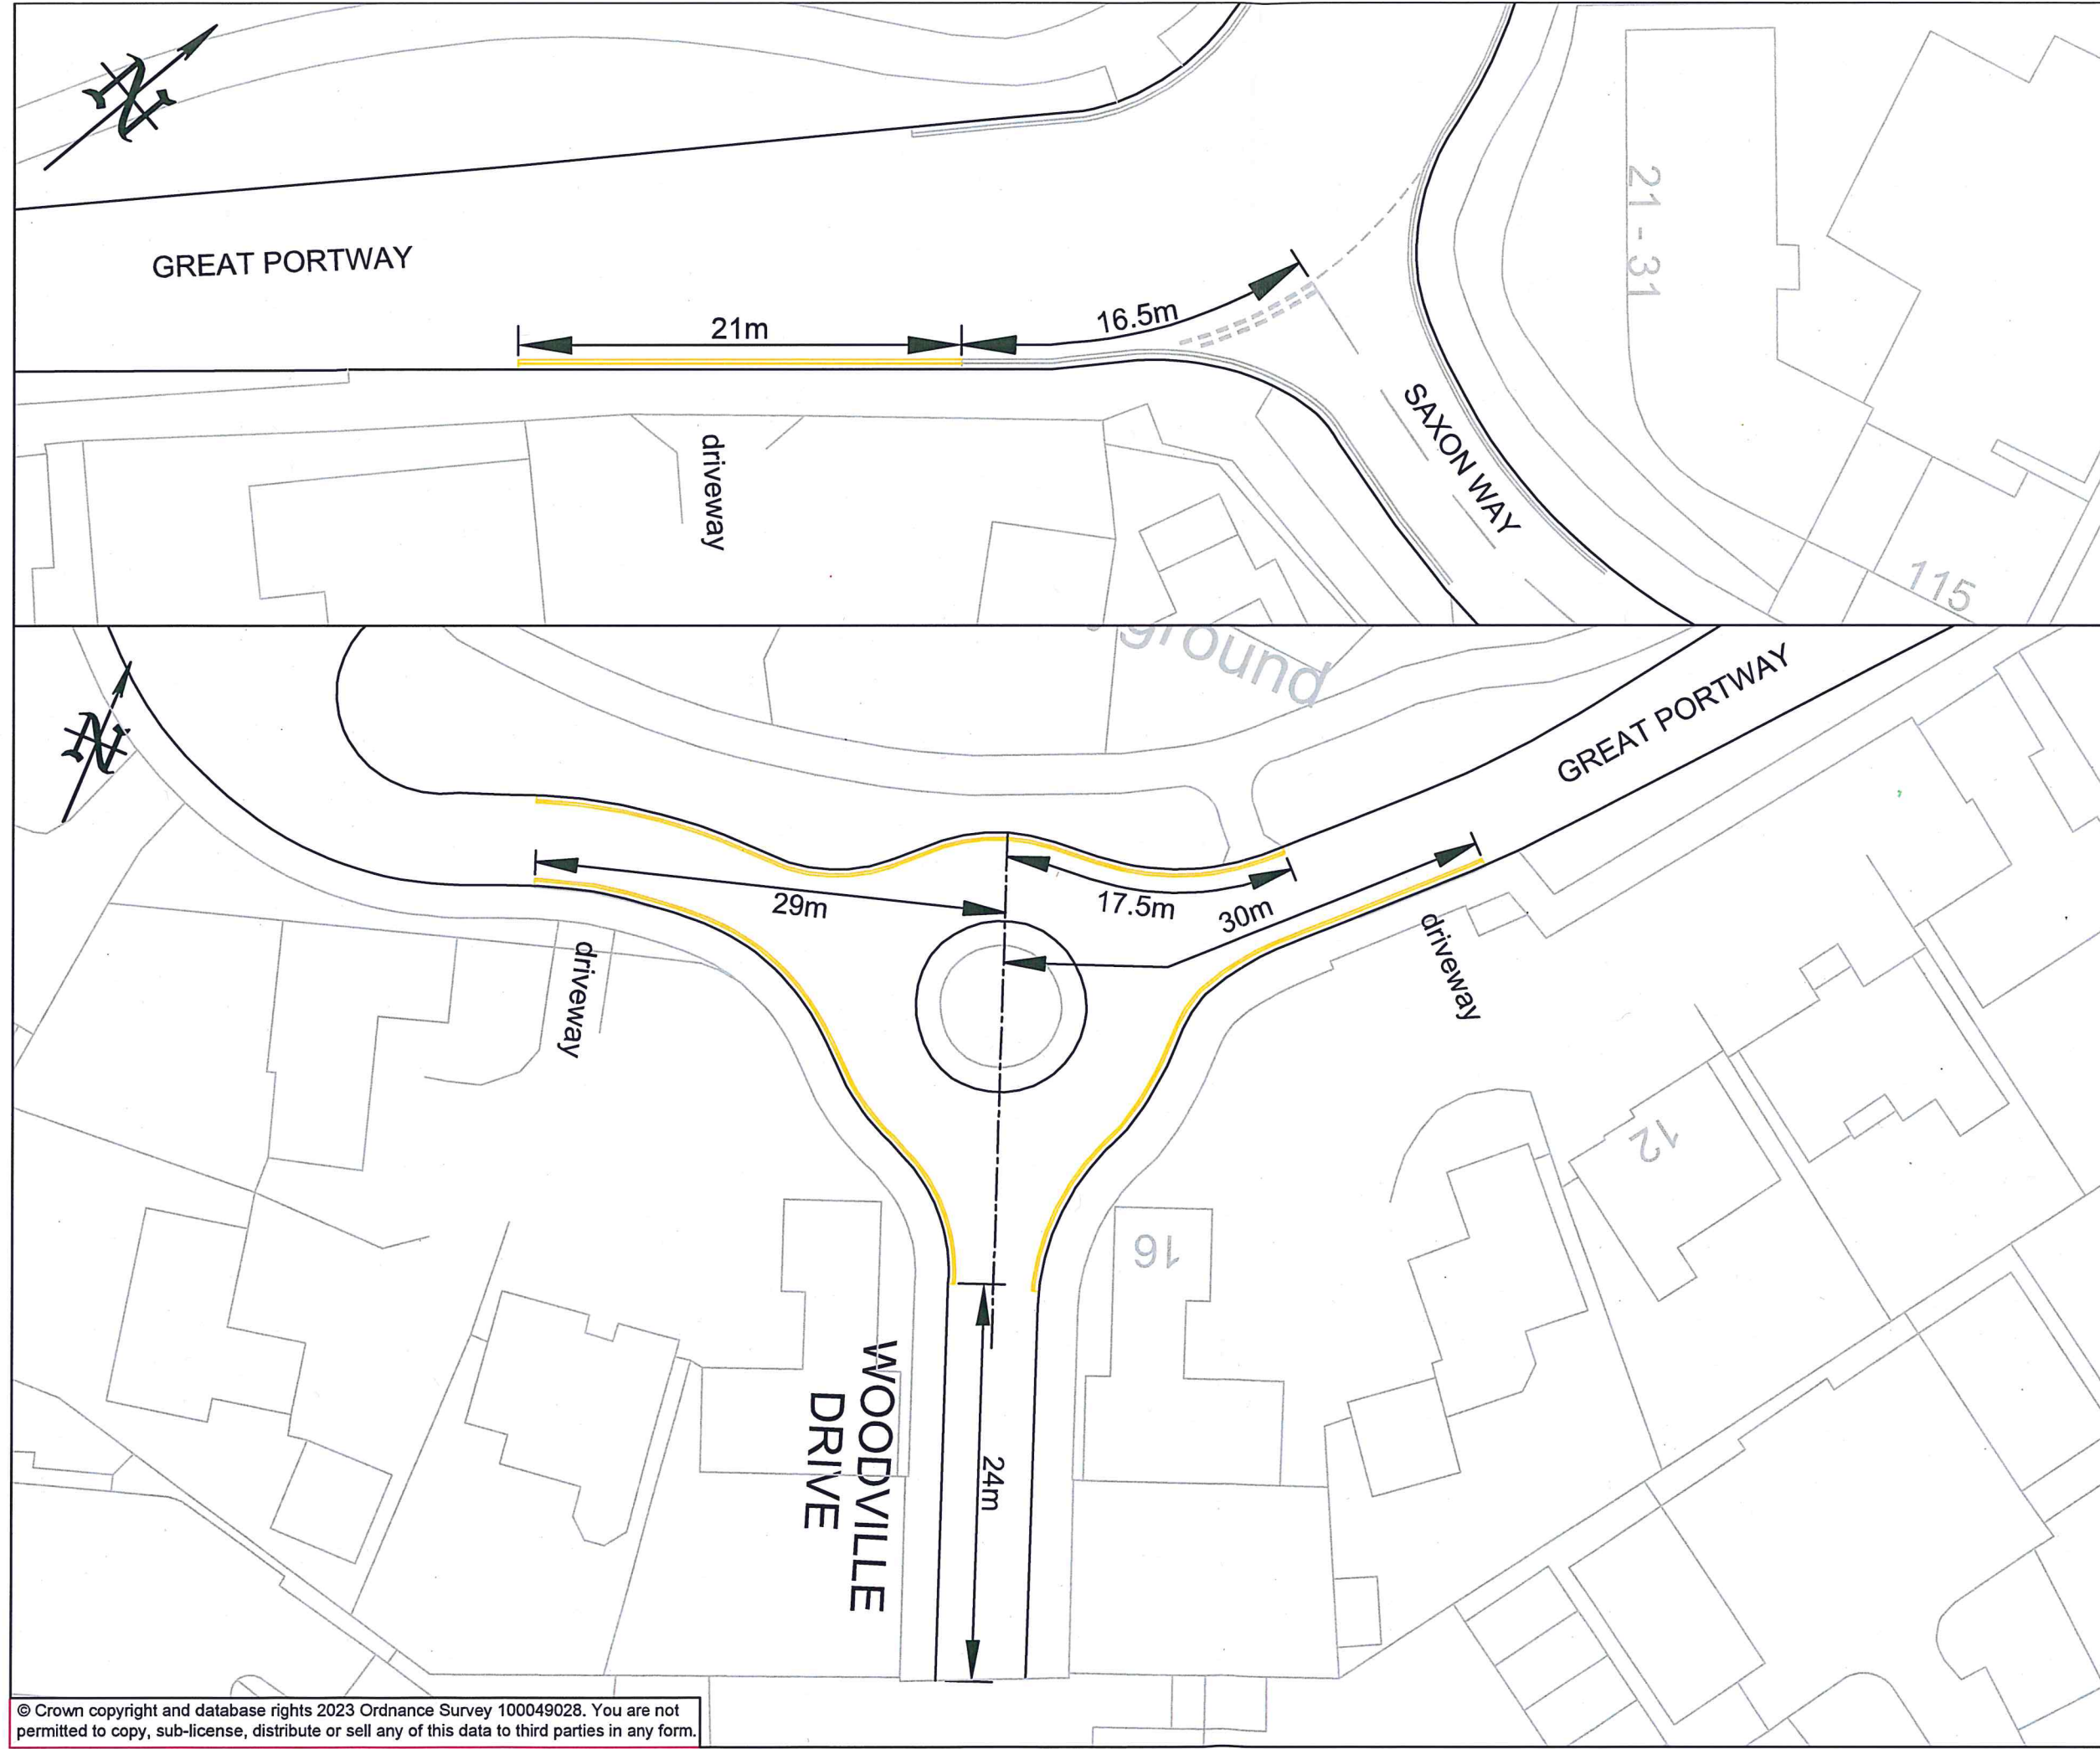 N
GREAT PORTWAY
21m
16.5m
21 - 31
SAXON WAY
driveway
115
ground
N
GREAT PORTWAY
29m
17.5m
30m
driveway
driveway
12
16
WOODVILLE
DRIVE
24m
© Crown copyright and database rights 2023 Ordnance Survey 100049028. You are not
permitted to copy, sub-license, distribute or sell any of this data to third parties in any form.